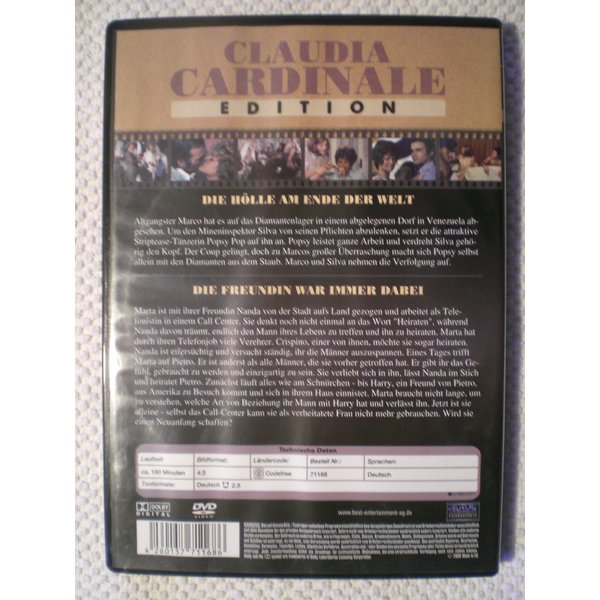 CLAUDIA
CARDINALE
EDITION
DIE HÖLLE AM ENDE DER WELT
Altgangster Marco hat es auf das Diamantenlager in einem abgelegenen Dorf in Venezuela ab-
gesehen. Um den Mineninspektor Silva von seinen Pflichten abzulenken, setzt er die attraktive
Striptease-Tänzerin Popsy Pop auf ihn an. Popsy leistet ganze Arbeit und verdreht Silva gehö-
rig den Kopf. Der Coup gelingt, doch zu Marcos großer Überraschung macht sich Popsy selbst
allein mit den Diamanten aus dem Staub. Marco und Silva nehmen die Verfolgung auf.
DIE FREUNDIN WAR IMMER DABEI
Marta ist mit ihrer Freundin Nanda von der Stadt aufs Land gezogen und arbeitet als Tele-
fonistin in einem Call Center. Sie denkt noch nicht einmal an das Wort "Heiraten", während
Nanda davon träumt, endlich den Mann ihres Lebens zu treffen und ihn zu heiraten. Marta hat
durch ihren Telefonjob viele Verehrer. Crispino, einer von ihnen, möchte sie sogar heiraten.
Nanda ist eifersüchtig und versucht ständig, ihr die Männer auszuspannen. Eines Tages trifft
Marta auf Pietro. Er ist anderst als alle Männer, die sie vorher getroffen hat. Er gibt ihr das Ge-
fühl, gebraucht zu werden und einzigartig zu sein. Sie verliebt sich in ihn, lässt Nanda im Stich
und heiratet Pietro. Zunächst läuft alles wie am Schnürchen - bis Harry, ein Freund von Pietro,
aus Amerika zu Besuch kommt und sich in ihrem Haus einnistet. Marta braucht nicht lange, um
zu verstehen, welche Art von Beziehung ihr Mann mit Harry hat und verlässt ihn. Jetzt ist sie
alleine - selbst das Call-Center kann sie als verheitatete Frau nicht mehr gebrauchen. Wird sie
einen Neuanfang schaffen?
Technische Daten
Laufzeit: Bildformat: Ländercode: Bestell Nr.: Sprachen:
ca. 180 Minuten 4:3 Codefree 71168 Deutsch
Tonformate: Deutsch 2.0
DOLBY
DIGITAL
DVD
VIDEO
www.best-entertainment-ag.de
4 260157 711686